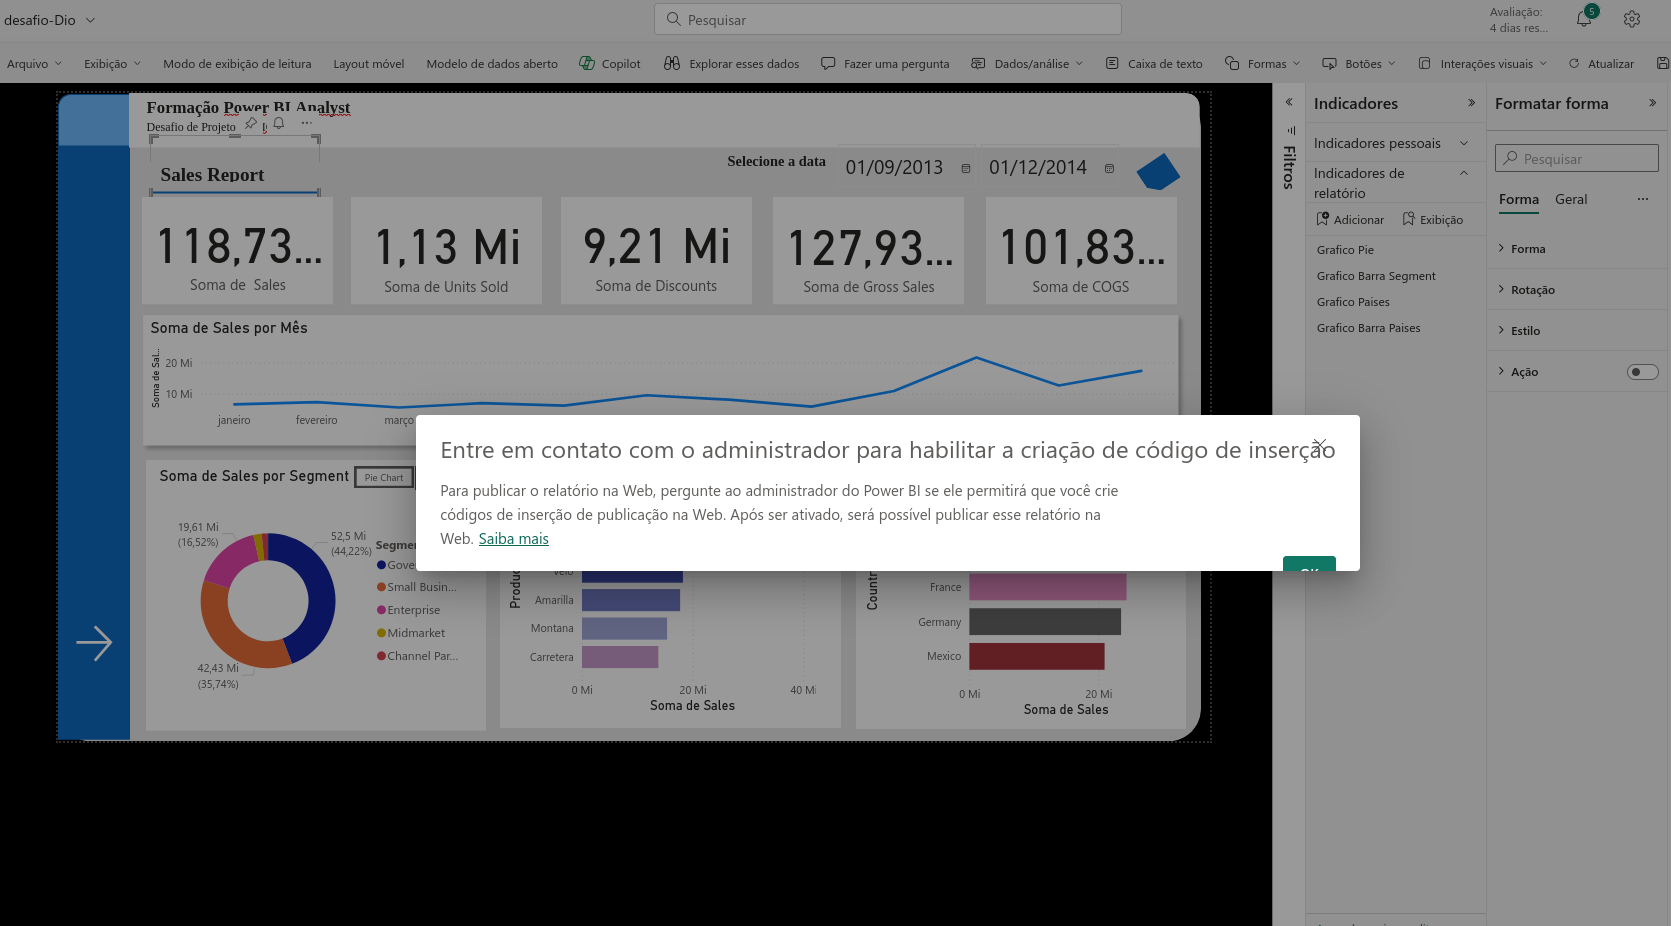 desafio-Dio
Pesquisar
Avaliação:
4 dias res...
5
Arquivo
Exibição
Modo de exibição de leitura
Layout móvel
Modelo de dados aberto
Copilot
Explorar esses dados
Fazer uma pergunta
Dados/análise
Caixa de texto
Formas
Botões
Interações visuais
Atualizar
Formação Power BI Analyst
Desafio de Projeto
Sales Report
Selecione a data
01/09/2013
01/12/2014
118,73...
Soma de  Sales
1,13 Mi
Soma de Units Sold
9,21 Mi
Soma de Discounts
127,93...
Soma de Gross Sales
101,83...
Soma de COGS
Soma de Sales por Mês
Soma de Sal...
20 Mi
10 Mi
janeiro
fevereiro
março
Entre em contato com o administrador para habilitar a criação de código de inserção
Para publicar o relatório na Web, pergunte ao administrador do Power BI se ele permitirá que você crie
códigos de inserção de publicação na Web. Após ser ativado, será possível publicar esse relatório na
Web. Saiba mais
OK
Soma de Sales por Segment
Pie Chart
19,61 Mi
(16,52%)
52,5 Mi
(44,22%)
42,43 Mi
(35,74%)
Small Busin...
Enterprise
Midmarket
Channel Par...
Amarilla
Montana
Carretera
0 Mi
20 Mi
40 Mi
Soma de Sales
France
Germany
Mexico
0 Mi
20 Mi
Soma de Sales
Filtros
Indicadores
Indicadores pessoais
Indicadores de
relatório
Adicionar
Exibição
Grafico Pie
Grafico Barra Segment
Grafico Paises
Grafico Barra Paises
Formatar forma
Pesquisar
Forma
Geral
Forma
Rotação
Estilo
Ação